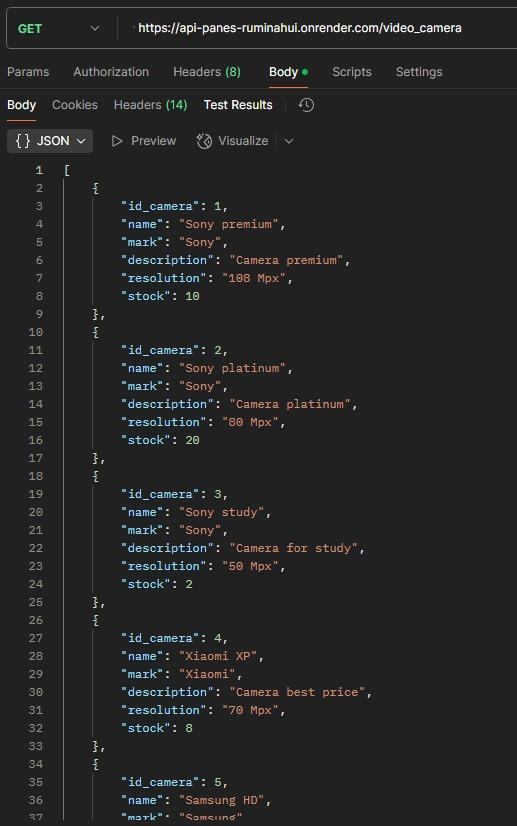 GET https://api-panes-ruminahui.onrender.com/video_camera
Params Authorization Headers (8) Body Scripts Settings
Body Cookies Headers (14) Test Results
{} JSON Preview Visualize
1 [
2 {
3 "id_camera": 1,
4 "name": "Sony premium",
5 "mark": "Sony",
6 "description": "Camera premium",
7 "resolution": "108 Mpx",
8 "stock": 10
9 },
10 {
11 "id_camera": 2,
12 "name": "Sony platinum",
13 "mark": "Sony",
14 "description": "Camera platinum",
15 "resolution": "80 Mpx",
16 "stock": 20
17 },
18 {
19 "id_camera": 3,
20 "name": "Sony study",
21 "mark": "Sony",
22 "description": "Camera for study",
23 "resolution": "50 Mpx",
24 "stock": 2
25 },
26 {
27 "id_camera": 4,
28 "name": "Xiaomi XP",
29 "mark": "Xiaomi",
30 "description": "Camera best price",
31 "resolution": "70 Mpx",
32 "stock": 8
33 },
34 {
35 "id_camera": 5,
36 "name": "Samsung HD",
37 "mark": "Samsung"